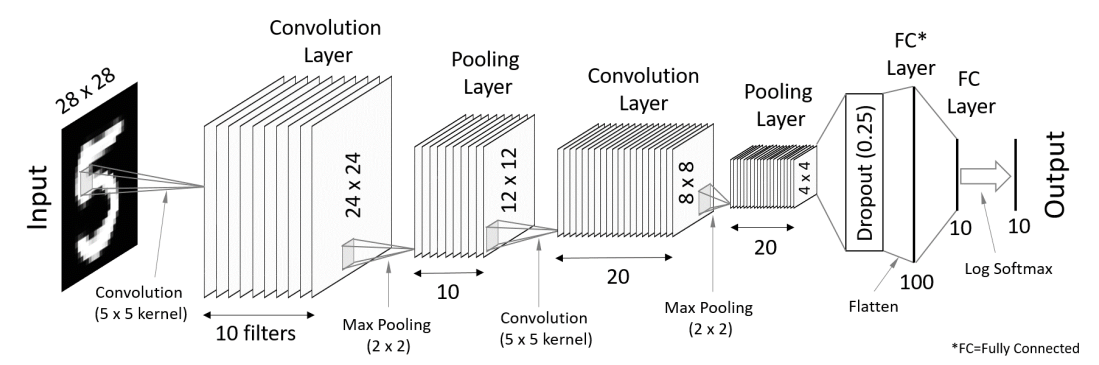 Input
28 x 28
Convolution
(5 x 5 kernel)
Convolution
Layer
24 x 24
10 filters
Max Pooling
(2 x 2)
Pooling
Layer
12 x 12
10
Convolution
(5 x 5 kernel)
Convolution
Layer
8 x 8
20
Max Pooling
(2 x 2)
Pooling
Layer
4 x 4
20
Dropout (0.25)
Flatten
FC*
Layer
100
FC
Layer
10
Log Softmax
10
Output
*FC=Fully Connected
5